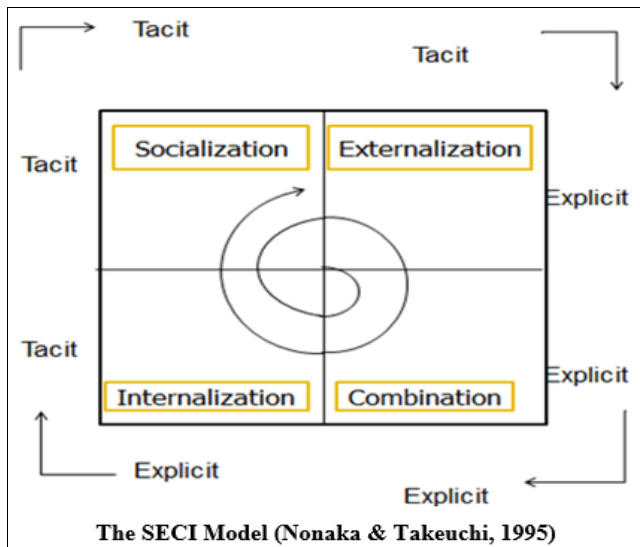 Tacit
Tacit
Socialization
Externalization
Tacit
Explicit
Tacit
Explicit
Internalization
Combination
Explicit
Explicit
The SECI Model (Nonaka & Takeuchi, 1995)